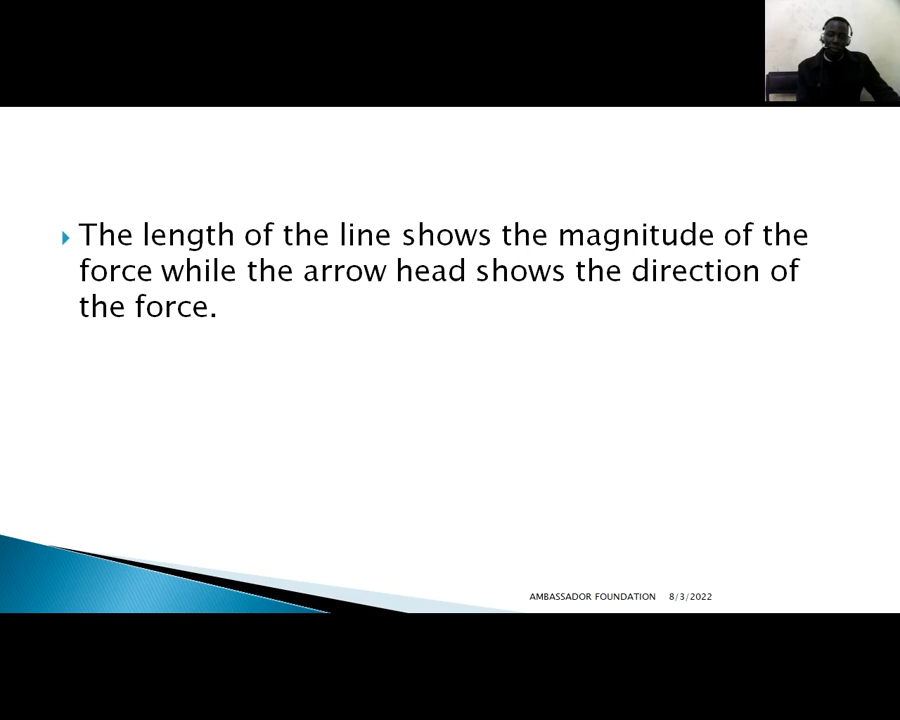 The length of the line shows the magnitude of the
force while the arrow head shows the direction of
the force.
AMBASSADOR FOUNDATION 8/3/2022